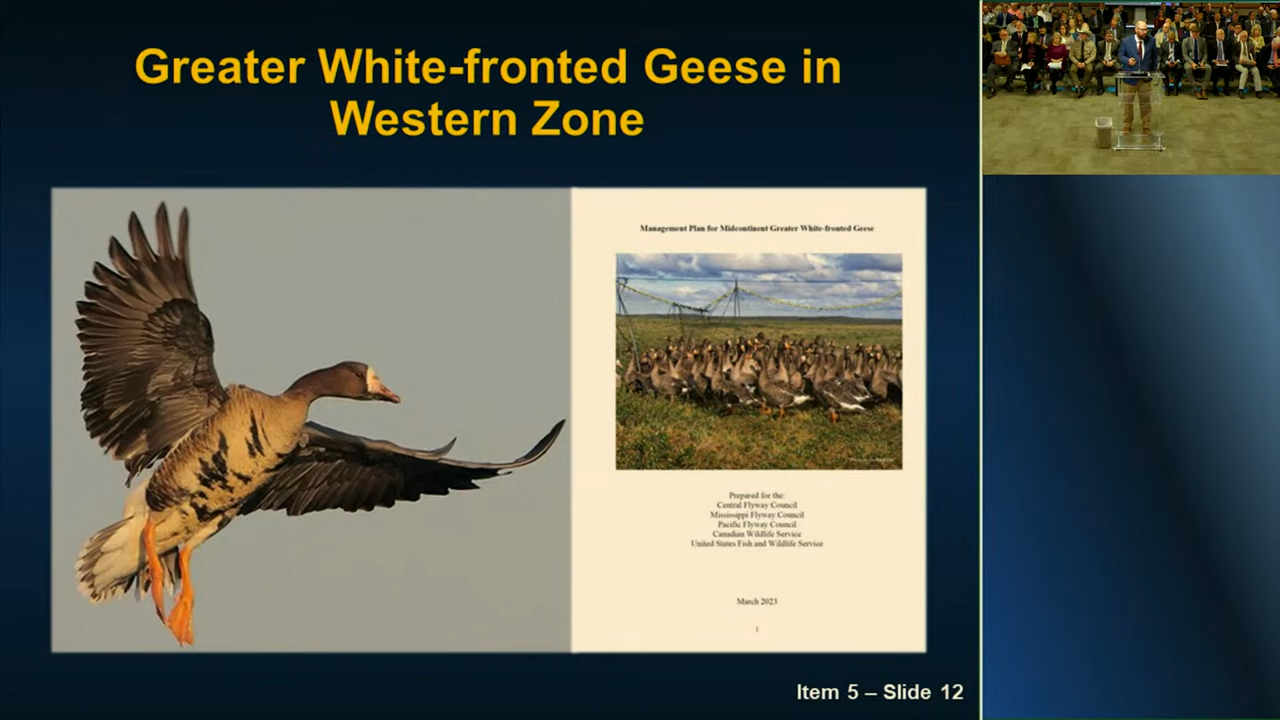 Greater White-fronted Geese in
Western Zone
Management Plan for Midcontinent Greater White-fronted Geese
Prepared for the:
Central Flyway Council
Mississippi Flyway Council
Pacific Flyway Council
Canadian Wildlife Service
United States Fish and Wildlife Service
March 2023
Item 5 – Slide 12